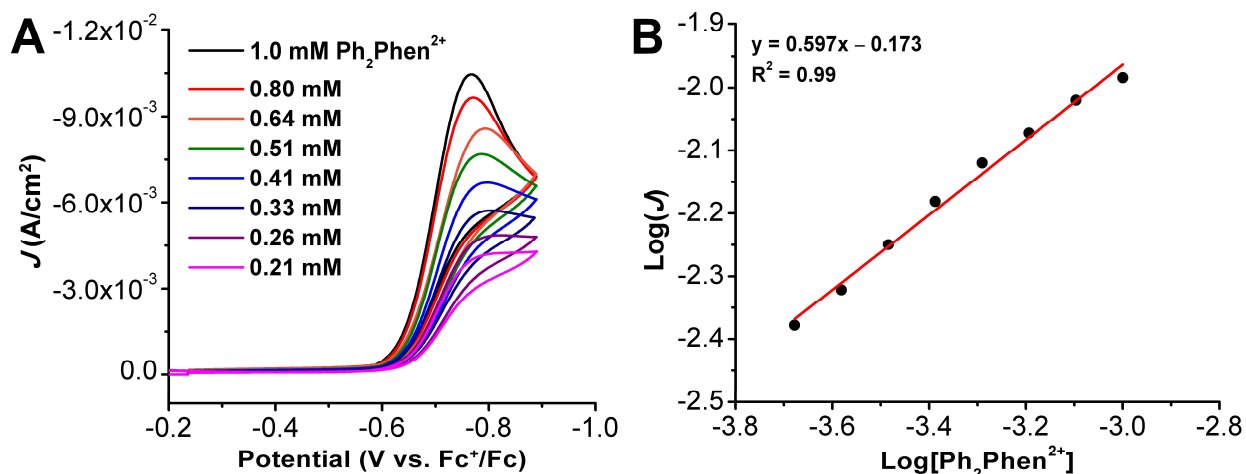 A
-1.2x10⁻²
-9.0x10⁻³
-6.0x10⁻³
-3.0x10⁻³
0.0
J (A/cm²)
1.0 mM Ph₂Phen²⁺
0.80 mM
0.64 mM
0.51 mM
0.41 mM
0.33 mM
0.26 mM
0.21 mM
-0.2 -0.4 -0.6 -0.8 -1.0
Potential (V vs. Fc⁺/Fc)
B
y = 0.597x – 0.173
R² = 0.99
-1.9
-2.0
-2.1
-2.2
-2.3
-2.4
-2.5
Log(J)
-3.8 -3.6 -3.4 -3.2 -3.0 -2.8
Log[Ph₂Phen²⁺]